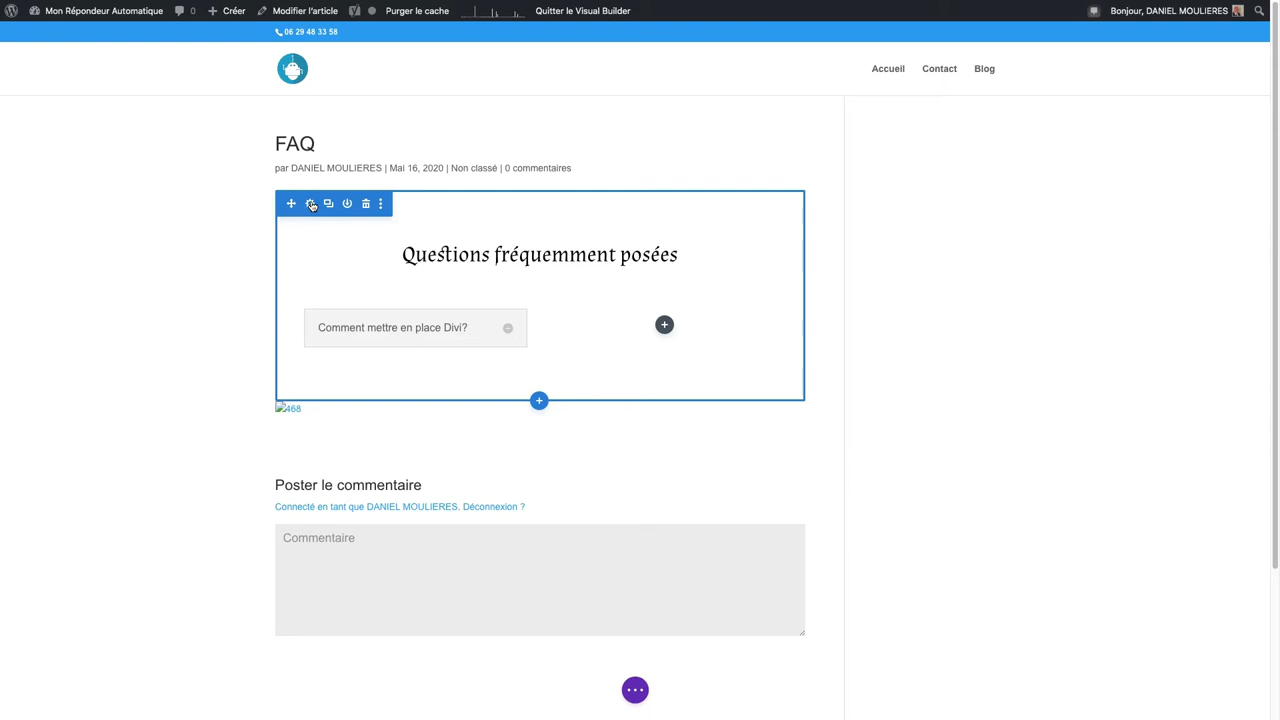 Mon Répondeur Automatique 0 Créer Modifier l'article Purger le cache Quitter le Visual Builder Bonjour, DANIEL MOULIERES
06 29 48 33 58
Accueil Contact Blog
FAQ
par DANIEL MOULIERES | Mai 16, 2020 | Non classé | 0 commentaires
Questions fréquemment posées
Comment mettre en place Divi?
468
Poster le commentaire
Connecté en tant que DANIEL MOULIERES. Déconnexion ?
Commentaire